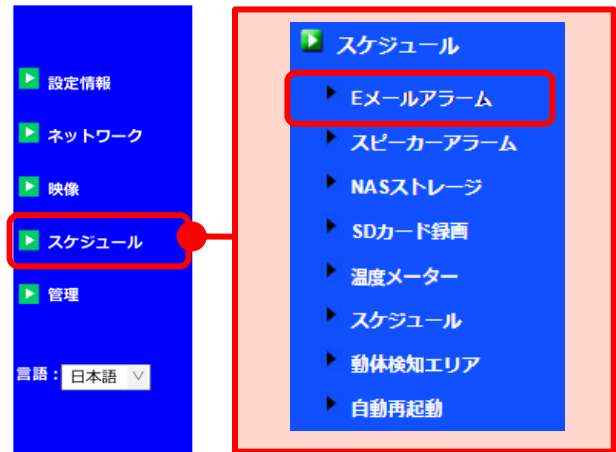 設定情報
ネットワーク
映像
スケジュール
管理
言語：日本語
スケジュール
Eメールアラーム
スピーカーアラーム
NASストレージ
SDカード録画
温度メーター
スケジュール
動体検知エリア
自動再起動